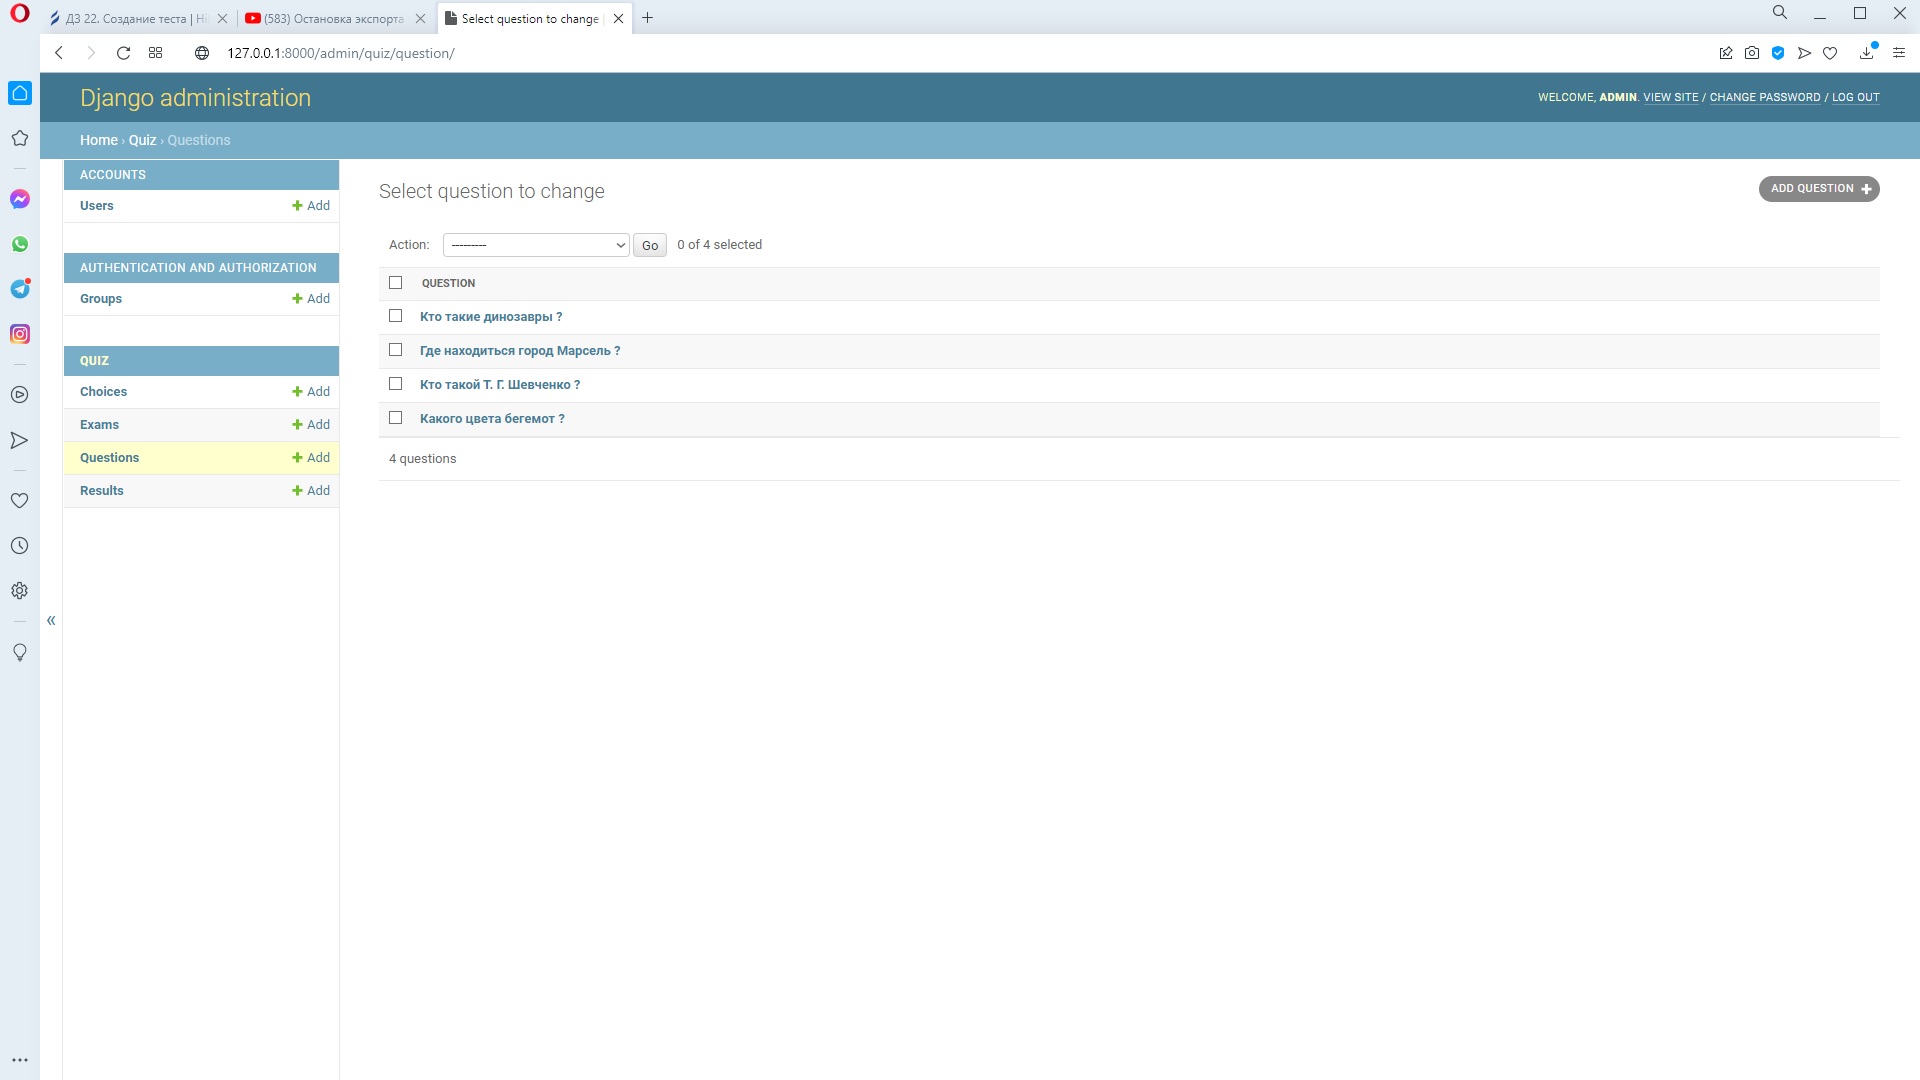 ДЗ 22. Создание теста | Hi
(583) Остановка экспорта
Select question to change |
127.0.0.1:8000/admin/quiz/question/
Django administration
WELCOME, ADMIN. VIEW SITE / CHANGE PASSWORD / LOG OUT
Home › Quiz › Questions
ACCOUNTS
Users
Add
AUTHENTICATION AND AUTHORIZATION
Groups
Add
QUIZ
Choices
Add
Exams
Add
Questions
Add
Results
Add
«
Select question to change
ADD QUESTION +
Action:
---------
Go
0 of 4 selected
QUESTION
Кто такие динозавры ?
Где находиться город Марсель ?
Кто такой Т. Г. Шевченко ?
Какого цвета бегемот ?
4 questions